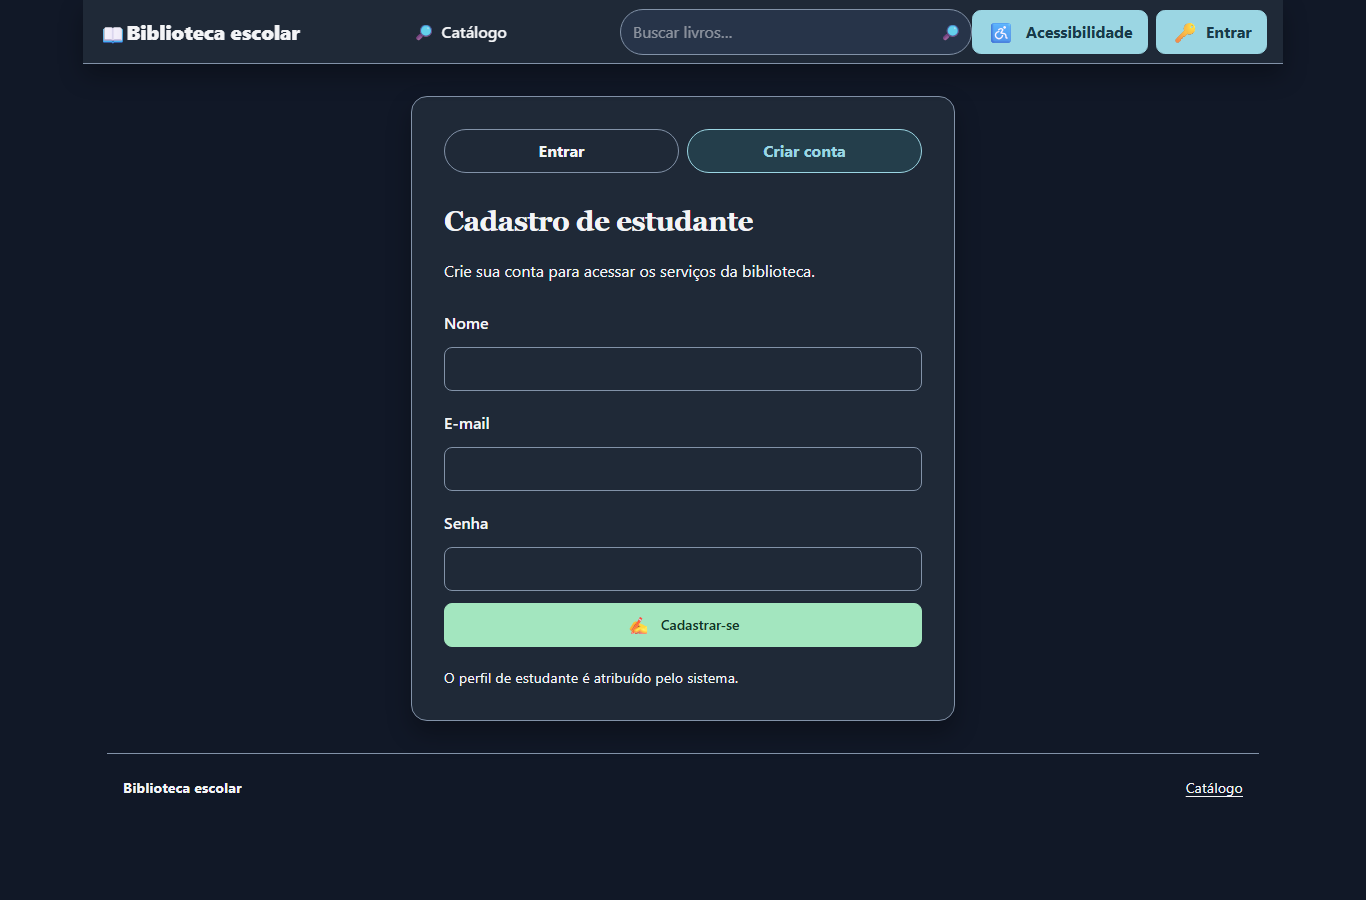 Biblioteca escolar
Catálogo
Buscar livros...
Acessibilidade
Entrar
Entrar
Criar conta
Cadastro de estudante
Crie sua conta para acessar os serviços da biblioteca.
Nome
E-mail
Senha
Cadastrar-se
O perfil de estudante é atribuído pelo sistema.
Biblioteca escolar
Catálogo